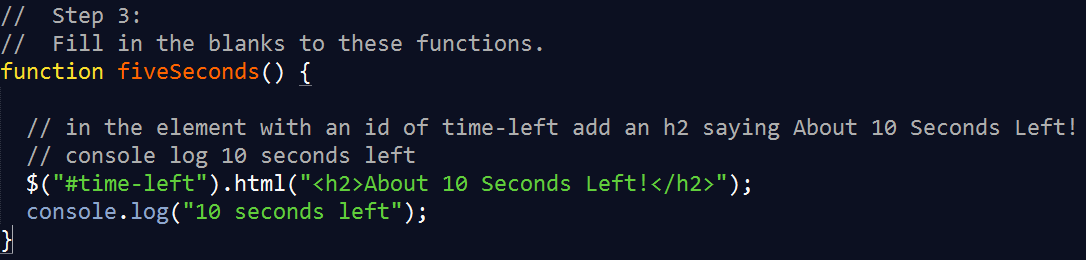 //  Step 3:
//  Fill in the blanks to these functions.
function fiveSeconds() {
  // in the element with an id of time-left add an h2 saying About 10 Seconds Left!
  // console log 10 seconds left
  $("#time-left").html("<h2>About 10 Seconds Left!</h2>");
  console.log("10 seconds left");
}